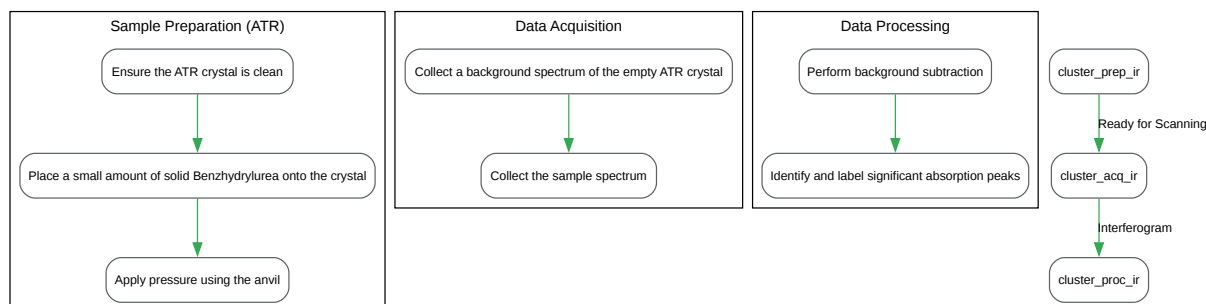 Sample Preparation (ATR)
Ensure the ATR crystal is clean
Place a small amount of solid Benzhydrylurea onto the crystal
Apply pressure using the anvil
Data Acquisition
Collect a background spectrum of the empty ATR crystal
Collect the sample spectrum
Data Processing
Perform background subtraction
Identify and label significant absorption peaks
cluster_prep_ir
Ready for Scanning
cluster_acq_ir
Interferogram
cluster_proc_ir